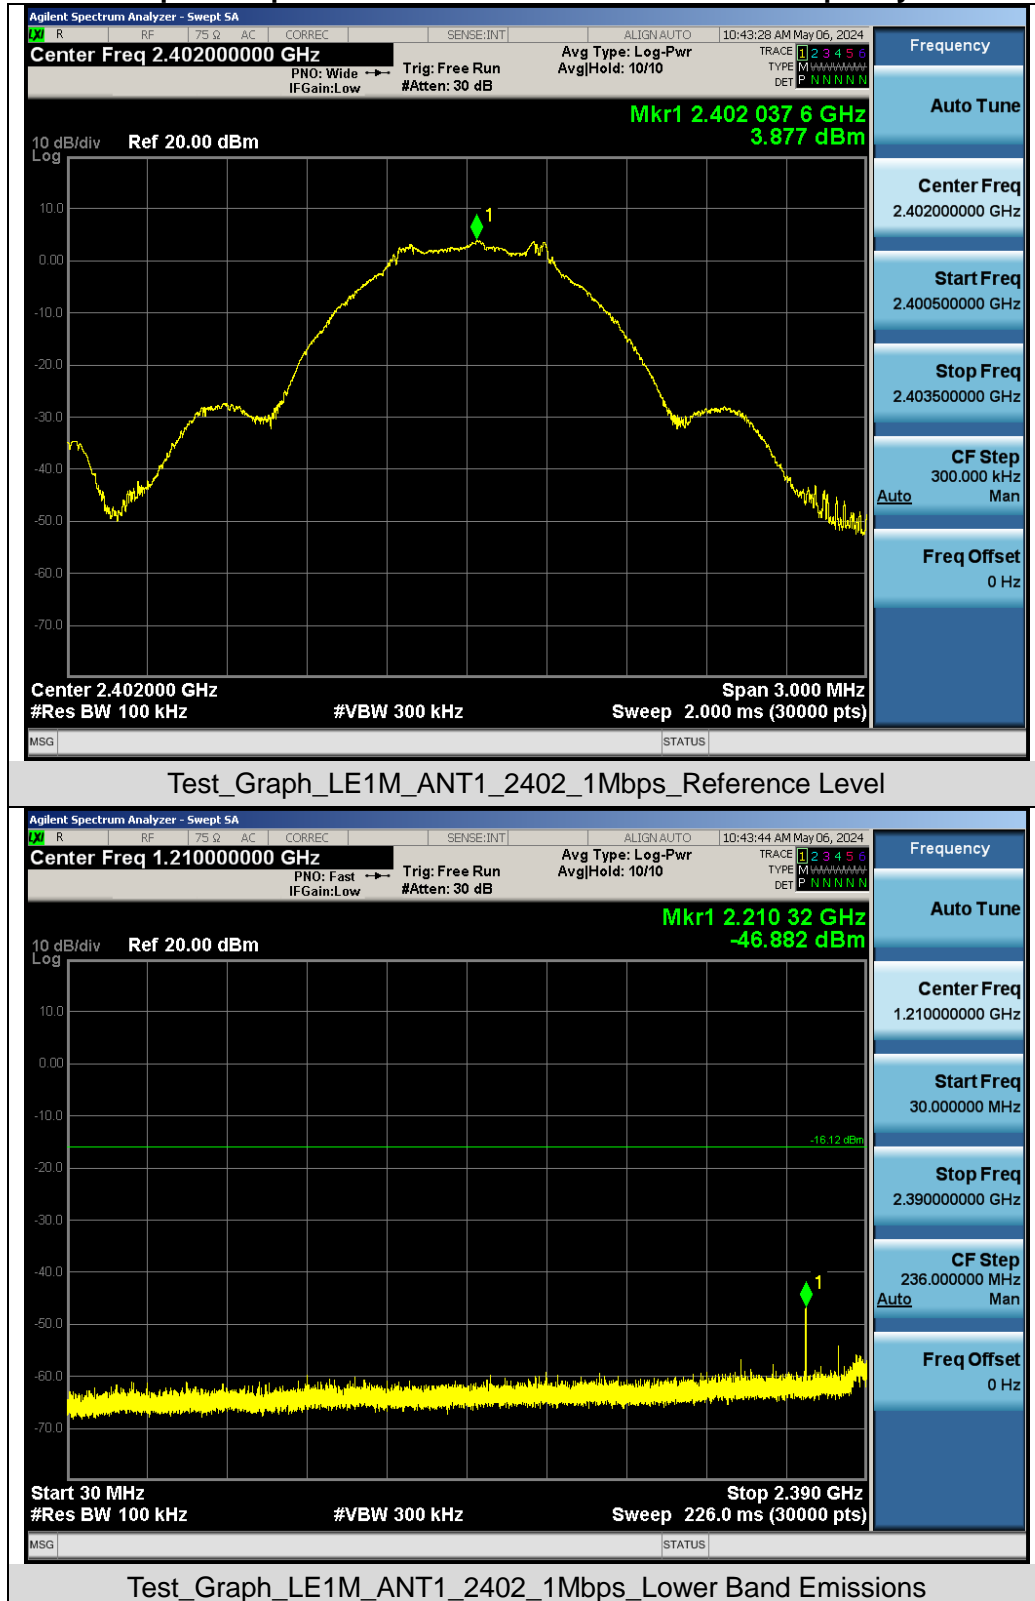 Agilent Spectrum Analyzer - Swept SA
LXI R RF 75 Ω AC CORREC SENSE:INT ALIGNAUTO 10:43:28 AM May 06, 2024
Center Freq 2.402000000 GHz
PNO: Wide
IFGain:Low
Trig: Free Run
#Atten: 30 dB
Avg Type: Log-Pwr
Avg|Hold: 10/10
TRACE 1 2 3 4 5 6
TYPE M WWWWW
DET P N N N N N
Mkr1 2.402 037 6 GHz
3.877 dBm
10 dB/div Ref 20.00 dBm
Log
10.0
0.00
-10.0
-20.0
-30.0
-40.0
-50.0
-60.0
-70.0
1
Center 2.402000 GHz Span 3.000 MHz
#Res BW 100 kHz #VBW 300 kHz Sweep 2.000 ms (30000 pts)
MSG STATUS
Frequency
Auto Tune
Center Freq
2.402000000 GHz
Start Freq
2.400500000 GHz
Stop Freq
2.403500000 GHz
CF Step
300.000 kHz
Auto Man
Freq Offset
0 Hz
Test_Graph_LE1M_ANT1_2402_1Mbps_Reference Level
Agilent Spectrum Analyzer - Swept SA
LXI R RF 75 Ω AC CORREC SENSE:INT ALIGNAUTO 10:43:44 AM May 06, 2024
Center Freq 1.210000000 GHz
PNO: Fast
IFGain:Low
Trig: Free Run
#Atten: 30 dB
Avg Type: Log-Pwr
Avg|Hold: 10/10
TRACE 1 2 3 4 5 6
TYPE M WWWWW
DET P N N N N N
Mkr1 2.210 32 GHz
-46.882 dBm
10 dB/div Ref 20.00 dBm
Log
10.0
0.00
-10.0
-20.0
-30.0
-40.0
-50.0
-60.0
-70.0
-16.12 dBm
1
Start 30 MHz Stop 2.390 GHz
#Res BW 100 kHz #VBW 300 kHz Sweep 226.0 ms (30000 pts)
MSG STATUS
Frequency
Auto Tune
Center Freq
1.210000000 GHz
Start Freq
30.000000 MHz
Stop Freq
2.390000000 GHz
CF Step
236.000000 MHz
Auto Man
Freq Offset
0 Hz
Test_Graph_LE1M_ANT1_2402_1Mbps_Lower Band Emissions